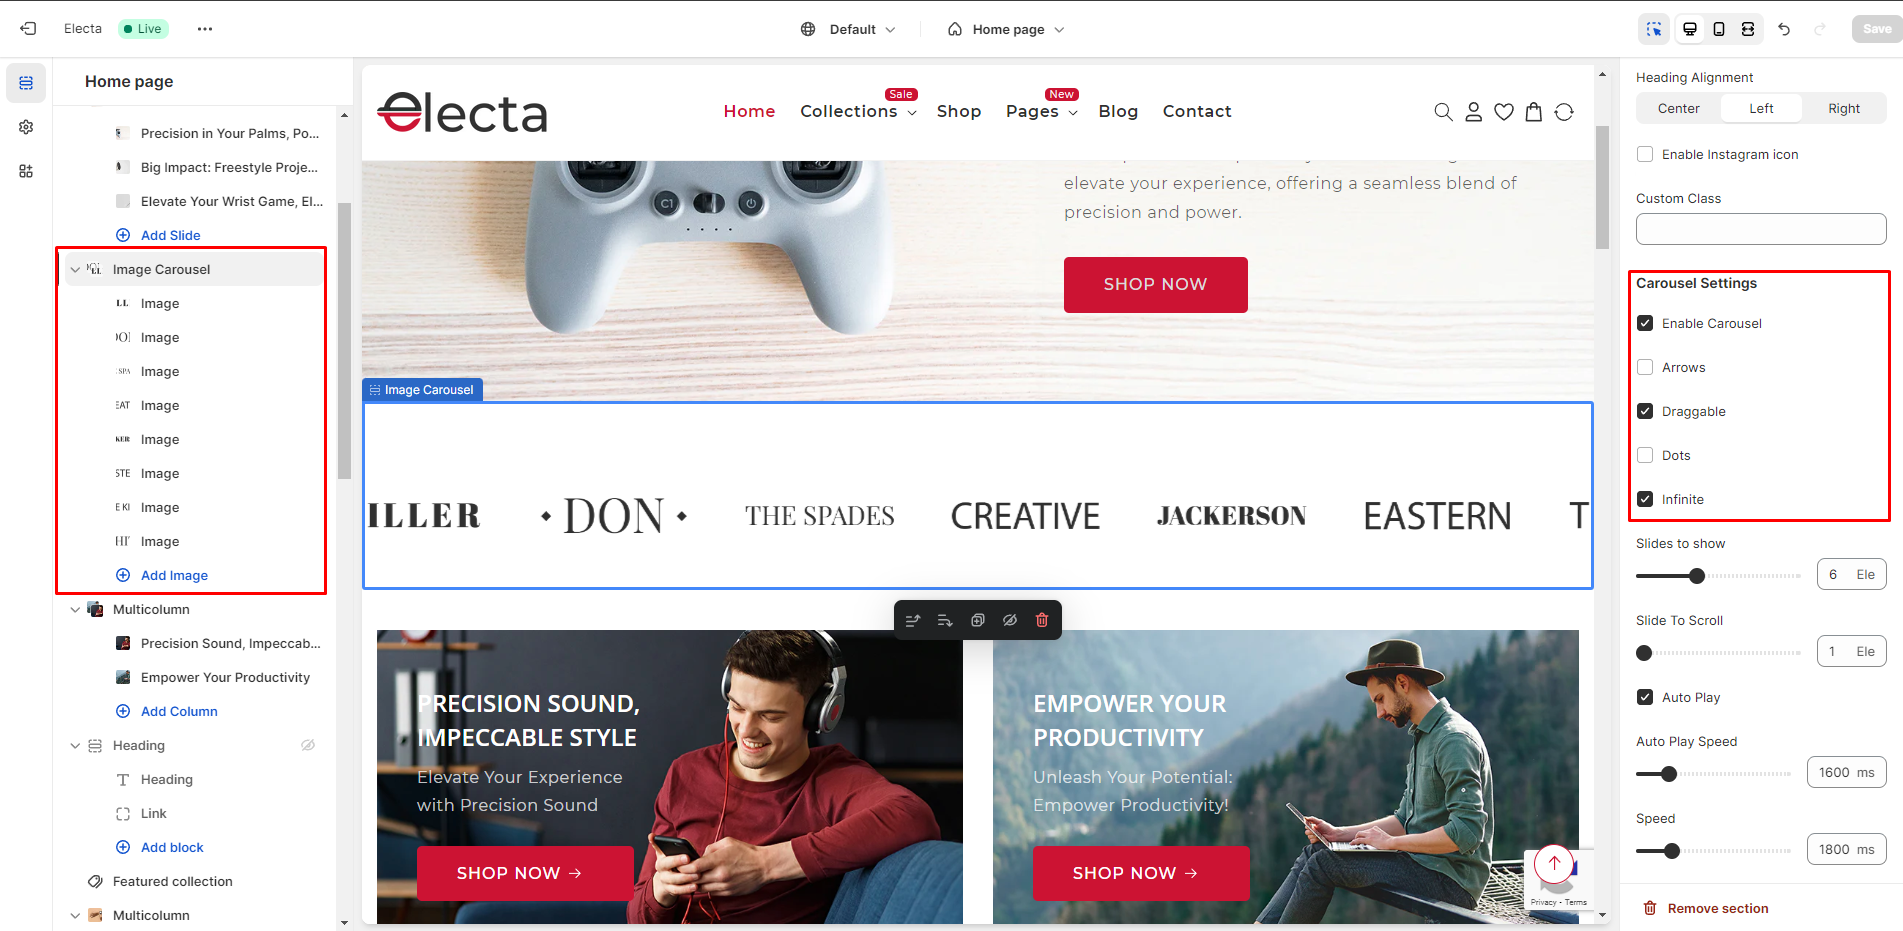 Electa
Live
Default
Home page
Save
Home page
Precision in Your Palms, Po...
Big Impact: Freestyle Proje...
Elevate Your Wrist Game, El...
Add Slide
Image Carousel
Image
Image
Image
Image
Image
Image
Image
Image
Add Image
Multicolumn
Precision Sound, Impeccab...
Empower Your Productivity
Add Column
Heading
Heading
Link
Add block
Featured collection
Multicolumn
electa
Home
Collections
Sale
Shop
Pages
New
Blog
Contact
C1
elevate your experience, offering a seamless blend of
precision and power.
SHOP NOW
Image Carousel
ILLER
DON
THE SPADES
CREATIVE
JACKERSON
EASTERN
T
PRECISION SOUND,
IMPECCABLE STYLE
Elevate Your Experience
with Precision Sound
SHOP NOW →
EMPOWER YOUR
PRODUCTIVITY
Unleash Your Potential:
Empower Productivity!
SHOP NOW →
Privacy - Terms
Heading Alignment
Center
Left
Right
Enable Instagram icon
Custom Class
Carousel Settings
Enable Carousel
Arrows
Draggable
Dots
Infinite
Slides to show
6 Ele
Slide To Scroll
1 Ele
Auto Play
Auto Play Speed
1600 ms
Speed
1800 ms
Remove section